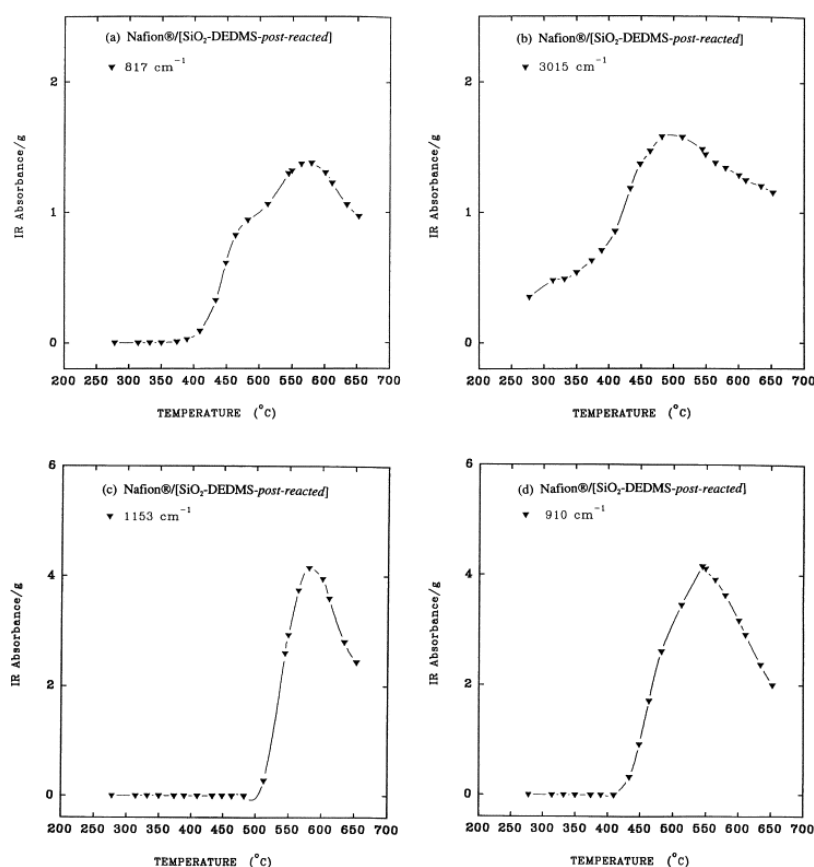 (a) Nafion®/[SiO₂-DEDMS-post-reacted]
▼ 817 cm⁻¹
2
1
0
IR Absorbance/g
200 250 300 350 400 450 500 550 600 650 700
TEMPERATURE (°C)
(b) Nafion®/[SiO₂-DEDMS-post-reacted]
▼ 3015 cm⁻¹
2
1
0
IR Absorbance/g
200 250 300 350 400 450 500 550 600 650 700
TEMPERATURE (°C)
(c) Nafion®/[SiO₂-DEDMS-post-reacted]
▼ 1153 cm⁻¹
6
4
2
0
IR Absorbance/g
200 250 300 350 400 450 500 550 600 650 700
TEMPERATURE (°C)
(d) Nafion®/[SiO₂-DEDMS-post-reacted]
▼ 910 cm⁻¹
6
4
2
0
IR Absorbance/g
200 250 300 350 400 450 500 550 600 650 700
TEMPERATURE (°C)